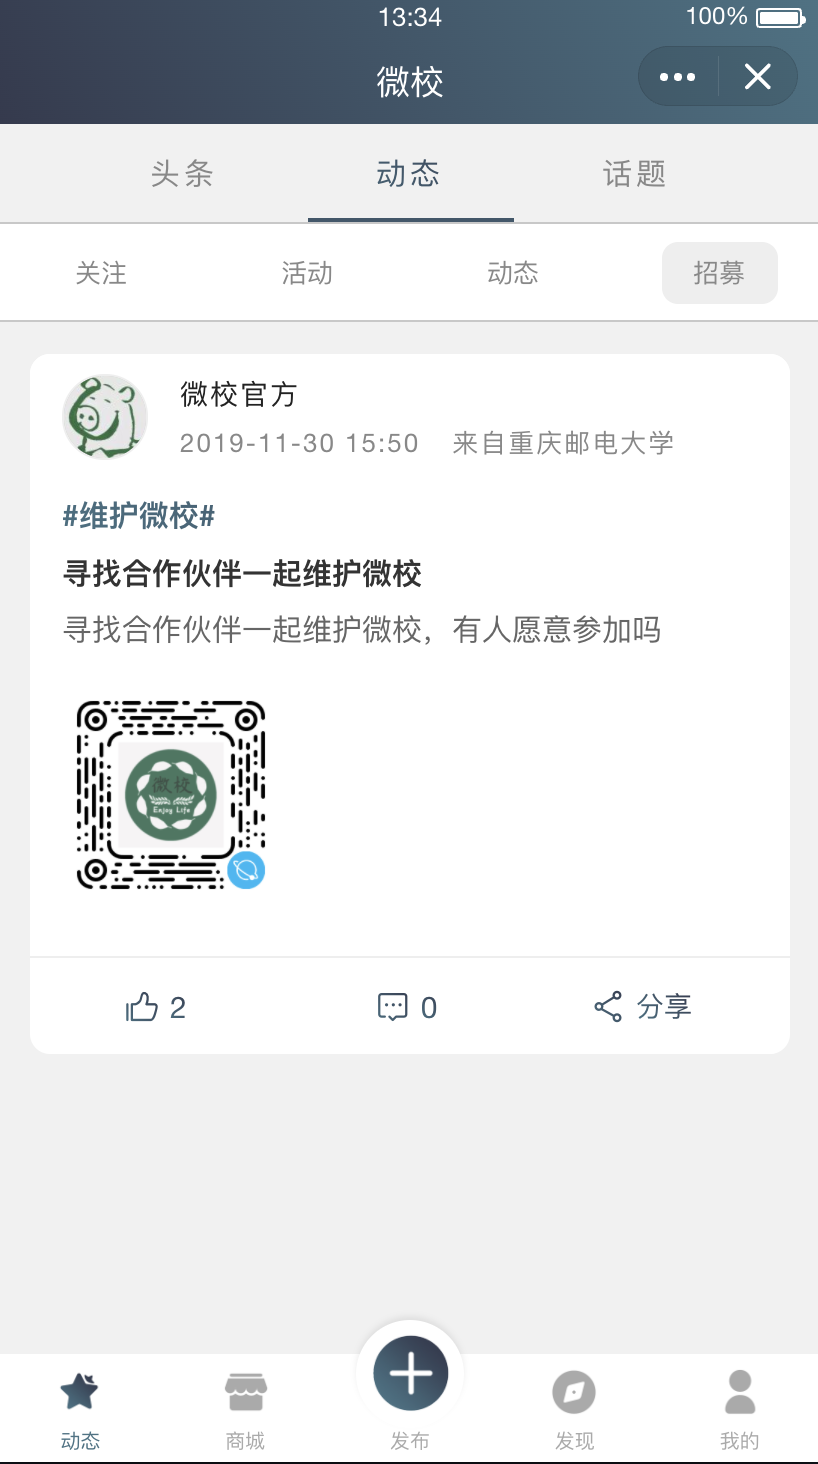 13:34
100%
微校
头条 动态 话题
关注 活动 动态 招募
微校官方
2019-11-30 15:50 来自重庆邮电大学
#维护微校#
寻找合作伙伴一起维护微校
寻找合作伙伴一起维护微校，有人愿意参加吗
微校
Enjoy Life
2 0 分享
动态 商城 发布 发现 我的